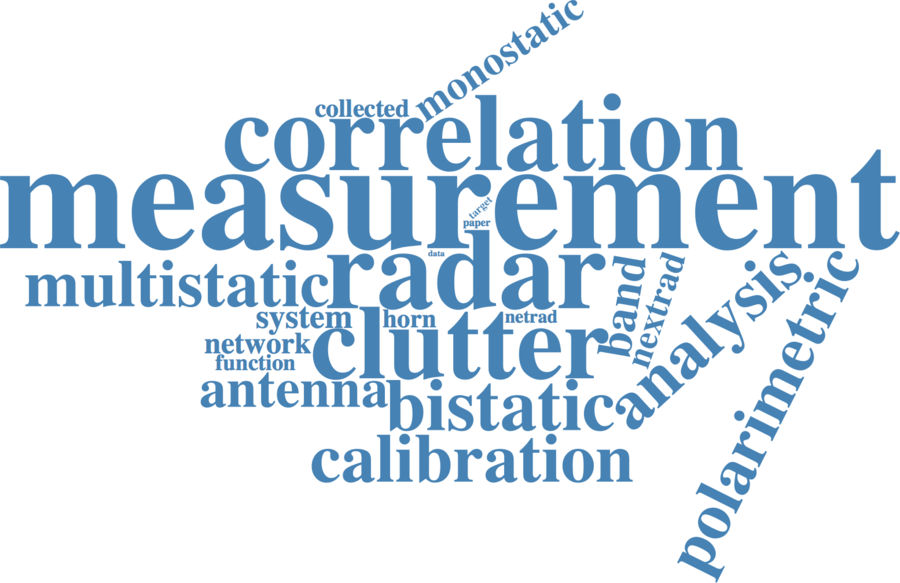 monostatic
collected
correlation
measurement
target
paper
data
radar
multistatic
band
nextrad
analysis
polarimetric
system
horn
netrad
clutter
network
function
antenna
bistatic
calibration